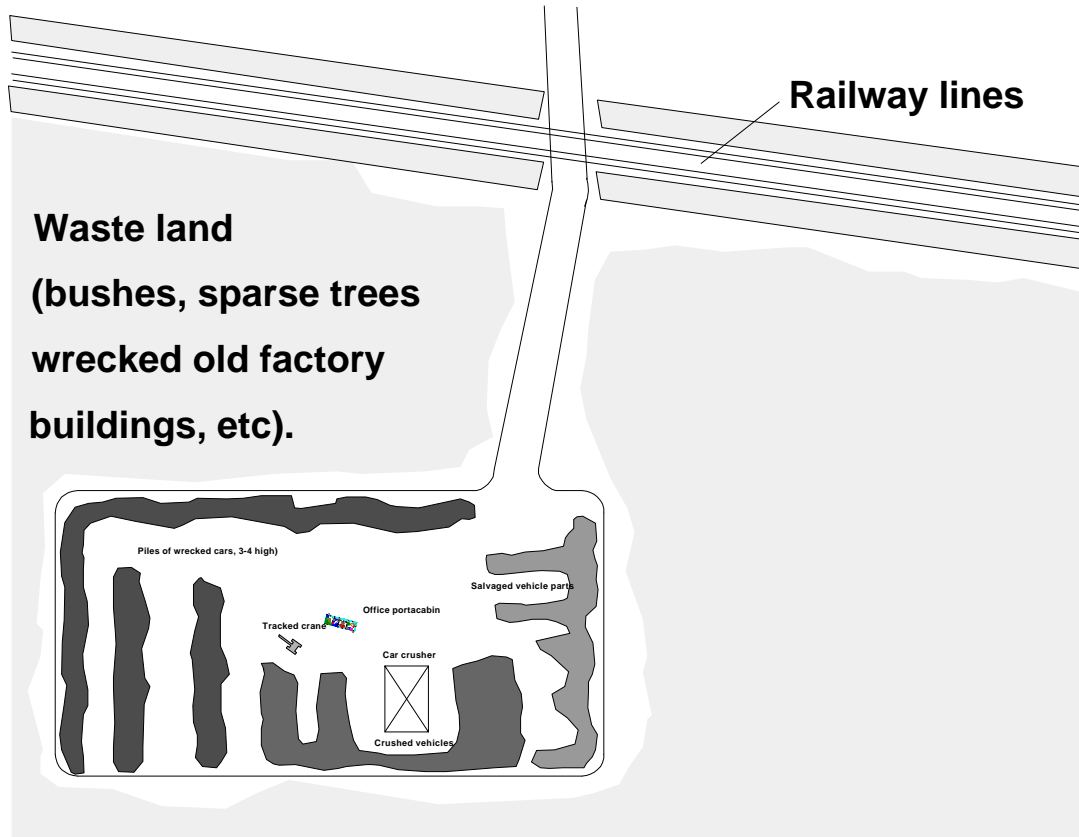 Railway lines
Waste land
(bushes, sparse trees
wrecked old factory
buildings, etc).
Piles of wrecked cars, 3-4 high)
Salvaged vehicle parts
Office portacabin
Tracked crane
Car crusher
Crushed vehicles